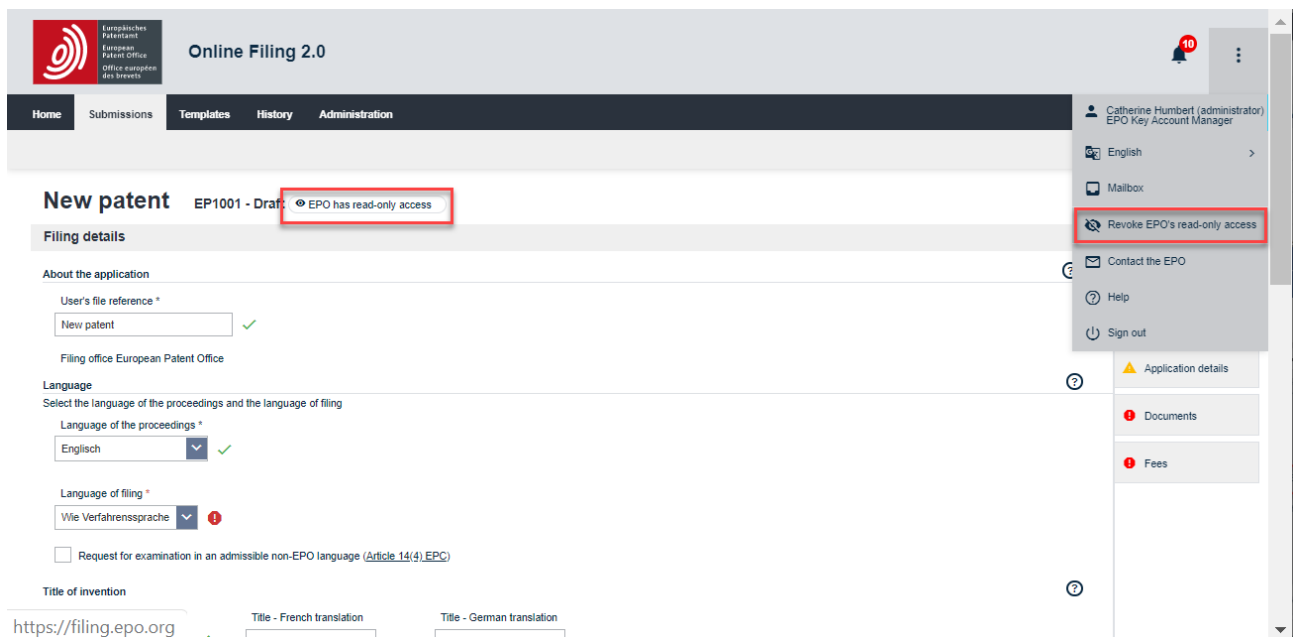 Europäisches
Patentamt
European
Patent Office
Office européen
des brevets
Online Filing 2.0
10
Home Submissions Templates History Administration
Catherine Humbert (administrator)
EPO Key Account Manager
English
Mailbox
Revoke EPO's read-only access
Contact the EPO
Help
Sign out
New patent EP1001 - Draft EPO has read-only access
Filing details
About the application
User's file reference *
New patent
Filing office European Patent Office
Language
Select the language of the proceedings and the language of filing
Language of the proceedings *
Englisch
Language of filing *
Wie Verfahrenssprache
Request for examination in an admissible non-EPO language (Article 14(4) EPC)
Title of invention
Title - French translation Title - German translation
Application details
Documents
Fees
https://filing.epo.org